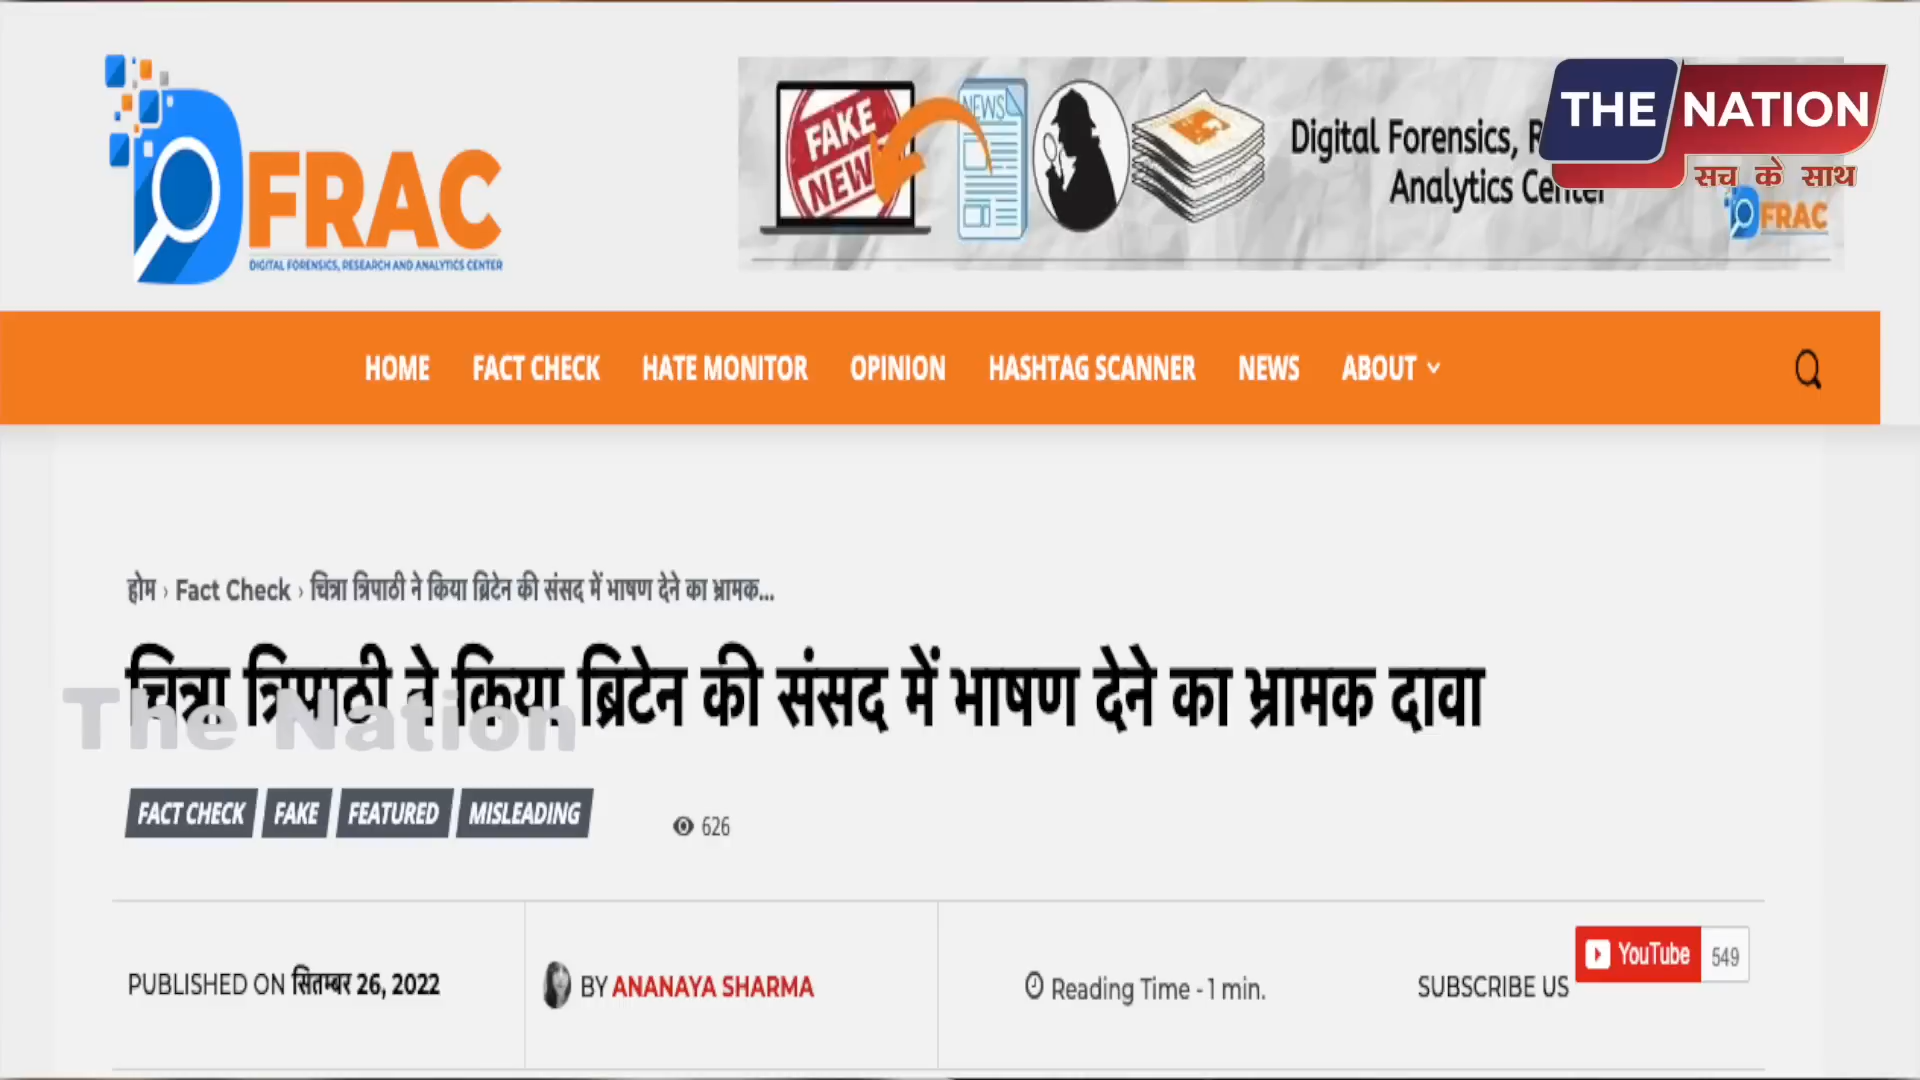 FRAC
DIGITAL FORENSICS, RESEARCH AND ANALYTICS CENTER
FAKE
NEW
NEWS
Digital Forensics,
Analytics Center
FRAC
THE NATION
सच के साथ
HOME FACT CHECK HATE MONITOR OPINION HASHTAG SCANNER NEWS ABOUT
होम › Fact Check › चित्रा त्रिपाठी ने किया ब्रिटेन की संसद में भाषण देने का भ्रामक...
चित्रा त्रिपाठी ने किया ब्रिटेन की संसद में भाषण देने का भ्रामक दावा
The Nation
FACT CHECK FAKE FEATURED MISLEADING 626
PUBLISHED ON सितम्बर 26, 2022 BY ANANAYA SHARMA Reading Time - 1 min. SUBSCRIBE US YouTube 549